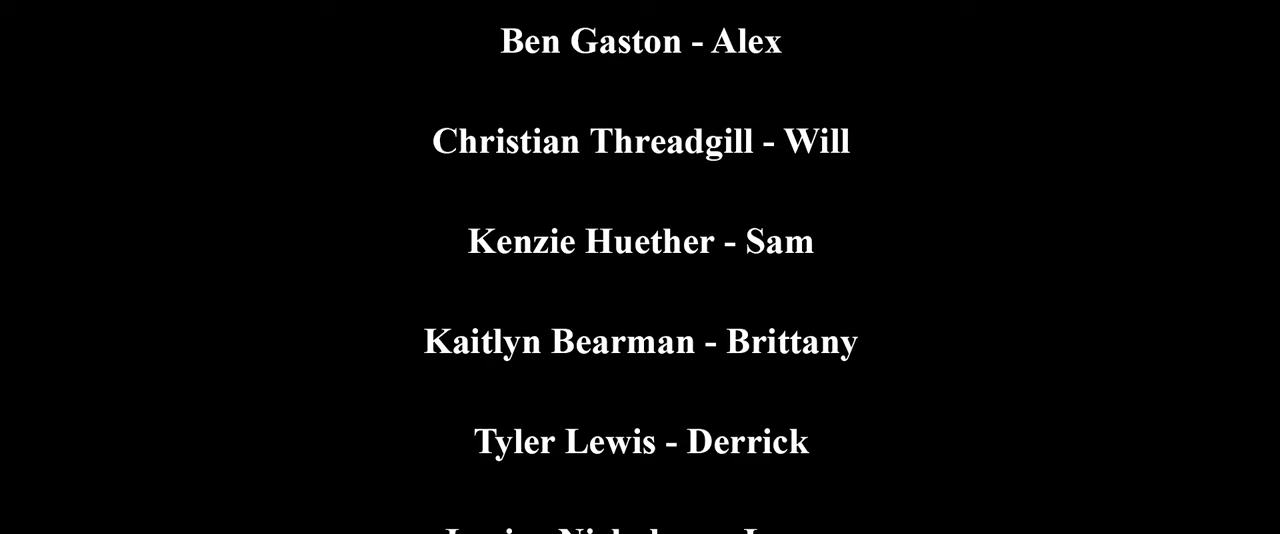 Ben Gaston - Alex
Christian Threadgill - Will
Kenzie Huether - Sam
Kaitlyn Bearman - Brittany
Tyler Lewis - Derrick